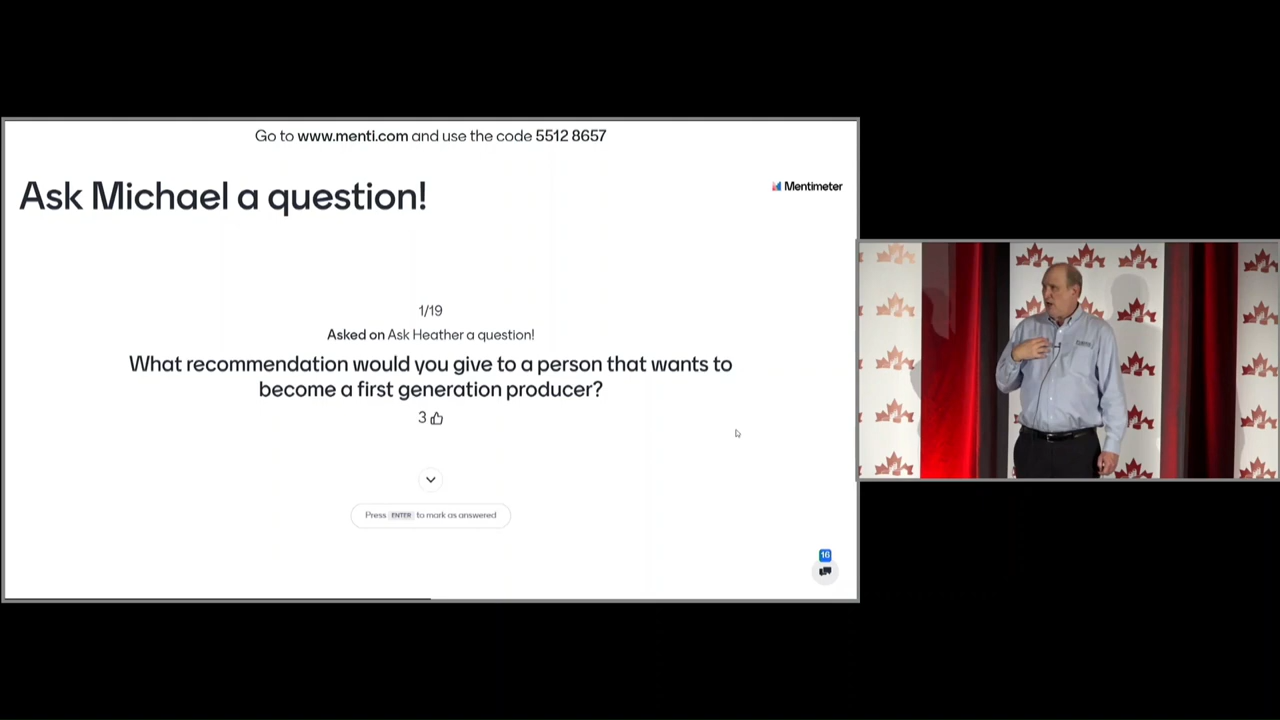 Go to www.menti.com and use the code 5512 8657
Ask Michael a question!
Mentimeter
1/19
Asked on Ask Heather a question!
What recommendation would you give to a person that wants to
become a first generation producer?
3
Press ENTER to mark as answered
16